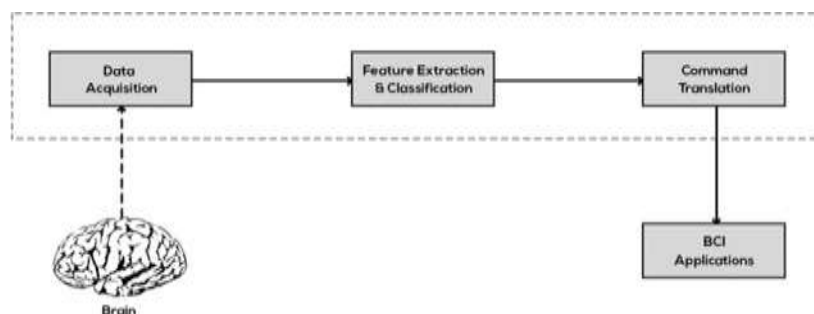 Data
Acquisition
Feature Extraction
& Classification
Command
Translation
BCI
Applications
Brain